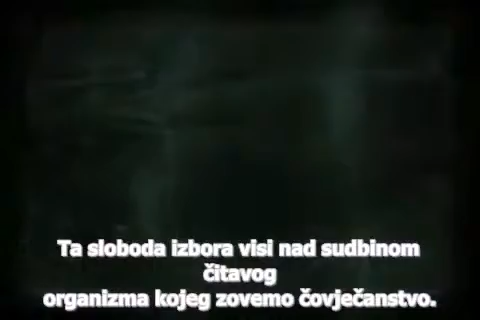 Ta sloboda izbora visi nad sudbinom
čitavog
organizma kojeg zovemo čovječanstvo.